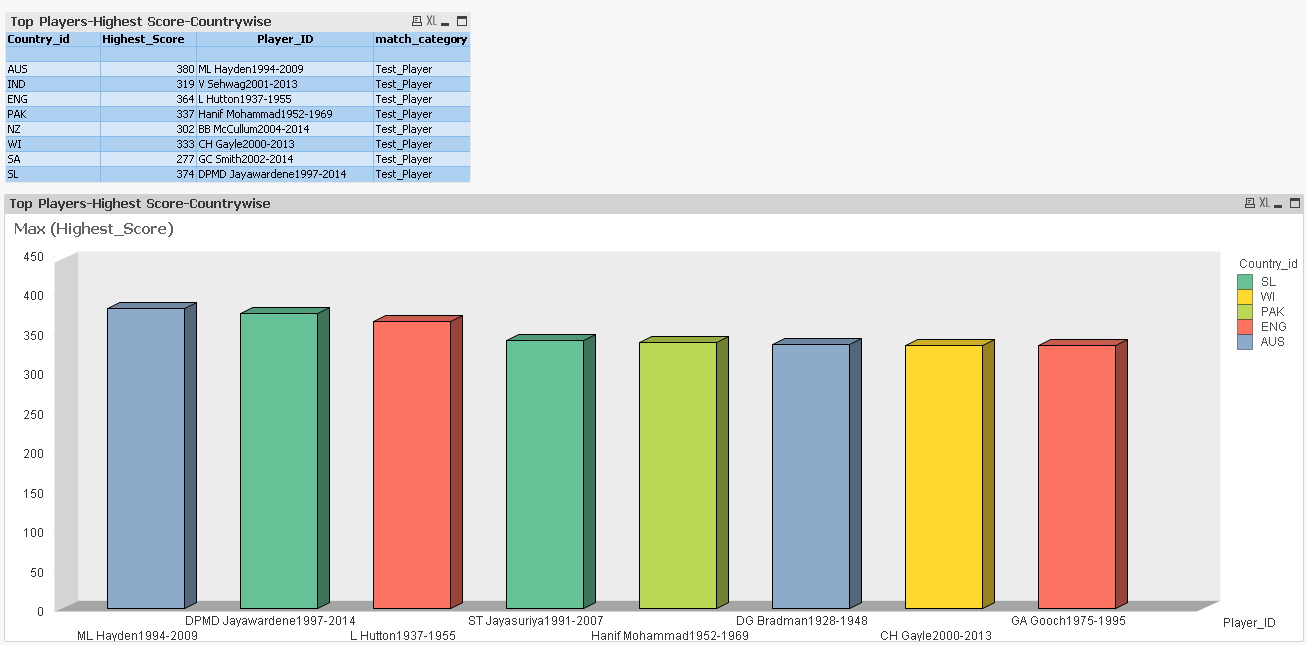 Top Players-Highest Score-Countrywise XL
Country_id Highest_Score Player_ID match_category
AUS 380 ML Hayden1994-2009 Test_Player
IND 319 V Sehwag2001-2013 Test_Player
ENG 364 L Hutton1937-1955 Test_Player
PAK 337 Hanif Mohammad1952-1969 Test_Player
NZ 302 BB McCullum2004-2014 Test_Player
WI 333 CH Gayle2000-2013 Test_Player
SA 277 GC Smith2002-2014 Test_Player
SL 374 DPMD Jayawardene1997-2014 Test_Player
Top Players-Highest Score-Countrywise XL
Max (Highest_Score)
450
400
350
300
250
200
150
100
50
0
Country_id
SL
WI
PAK
ENG
AUS
DPMD Jayawardene1997-2014 ST Jayasuriya1991-2007 DG Bradman1928-1948 GA Gooch1975-1995 Player_ID
ML Hayden1994-2009 L Hutton1937-1955 Hanif Mohammad1952-1969 CH Gayle2000-2013